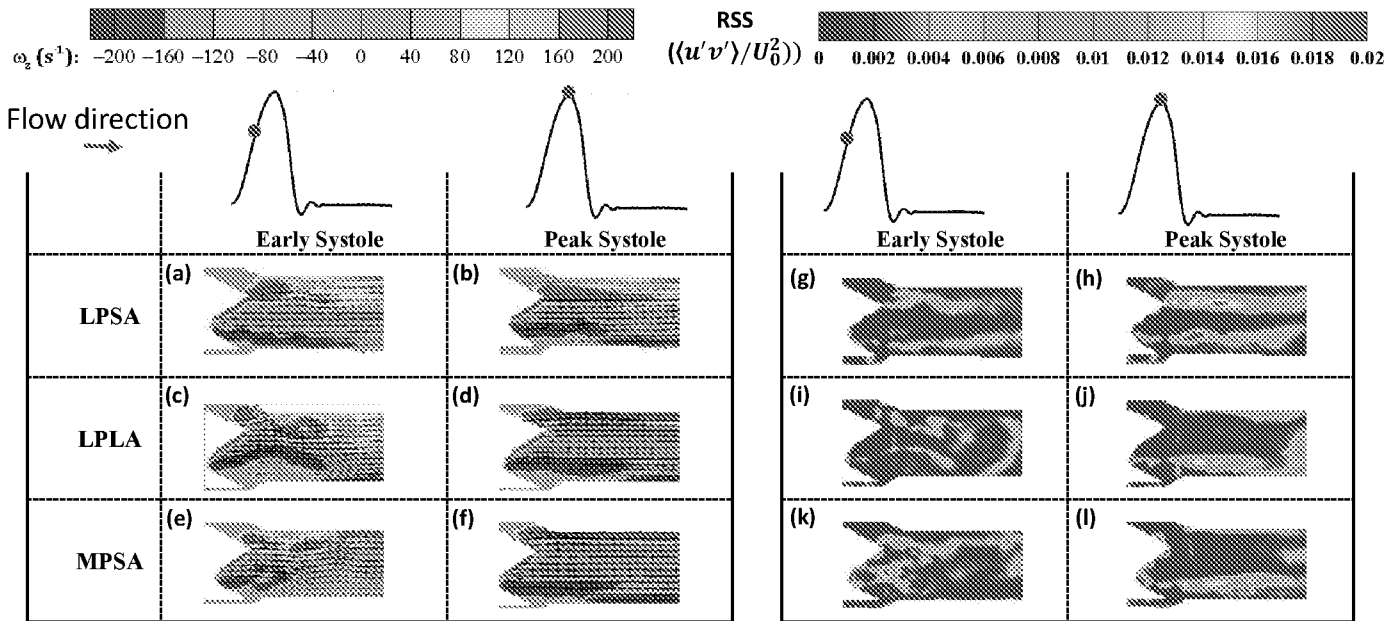 ω_z {s⁻¹}: −200 −160 −120 −80 −40 0 40 80 120 160 200
RSS
(⟨u′v′⟩/U₀²))
0 0.002 0.004 0.006 0.008 0.01 0.012 0.014 0.016 0.018 0.02
Flow direction
Early Systole Peak Systole Early Systole Peak Systole
LPSA (a) (b) (g) (h)
LPLA (c) (d) (i) (j)
MPSA (e) (f) (k) (l)